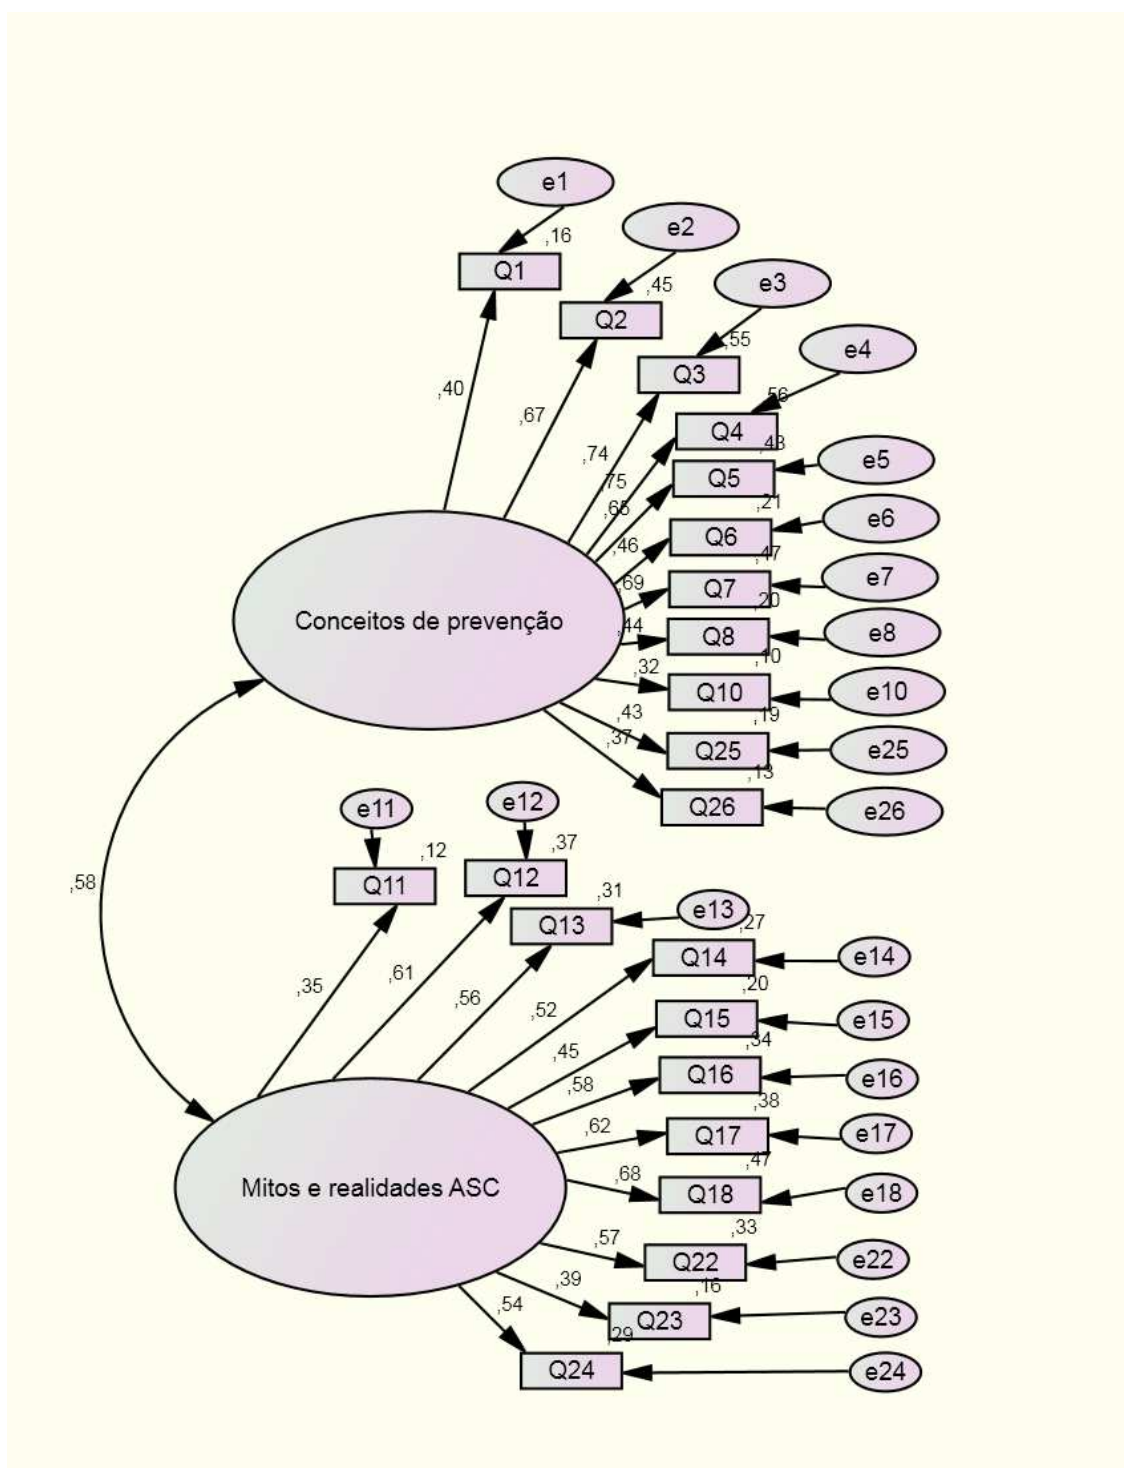 e1
,16
Q1
e2
,45
Q2
e3
,55
Q3
e4
,56
Q4
,43
Q5
e5
,21
Q6
e6
,47
Q7
e7
,20
Q8
e8
,10
Q10
e10
,19
Q25
e25
,13
Q26
e26
,40
,67
,74
,75
,65
,46
,69
,44
,32
,43
,37
Conceitos de prevenção
,58
e11
,12
Q11
e12
,37
Q12
,31
Q13
e13
,27
Q14
e14
,20
Q15
e15
,34
Q16
e16
,38
Q17
e17
,47
Q18
e18
,33
Q22
e22
,16
Q23
e23
,29
Q24
e24
,35
,61
,56
,52
,45
,58
,62
,68
,57
,39
,54
Mitos e realidades ASC